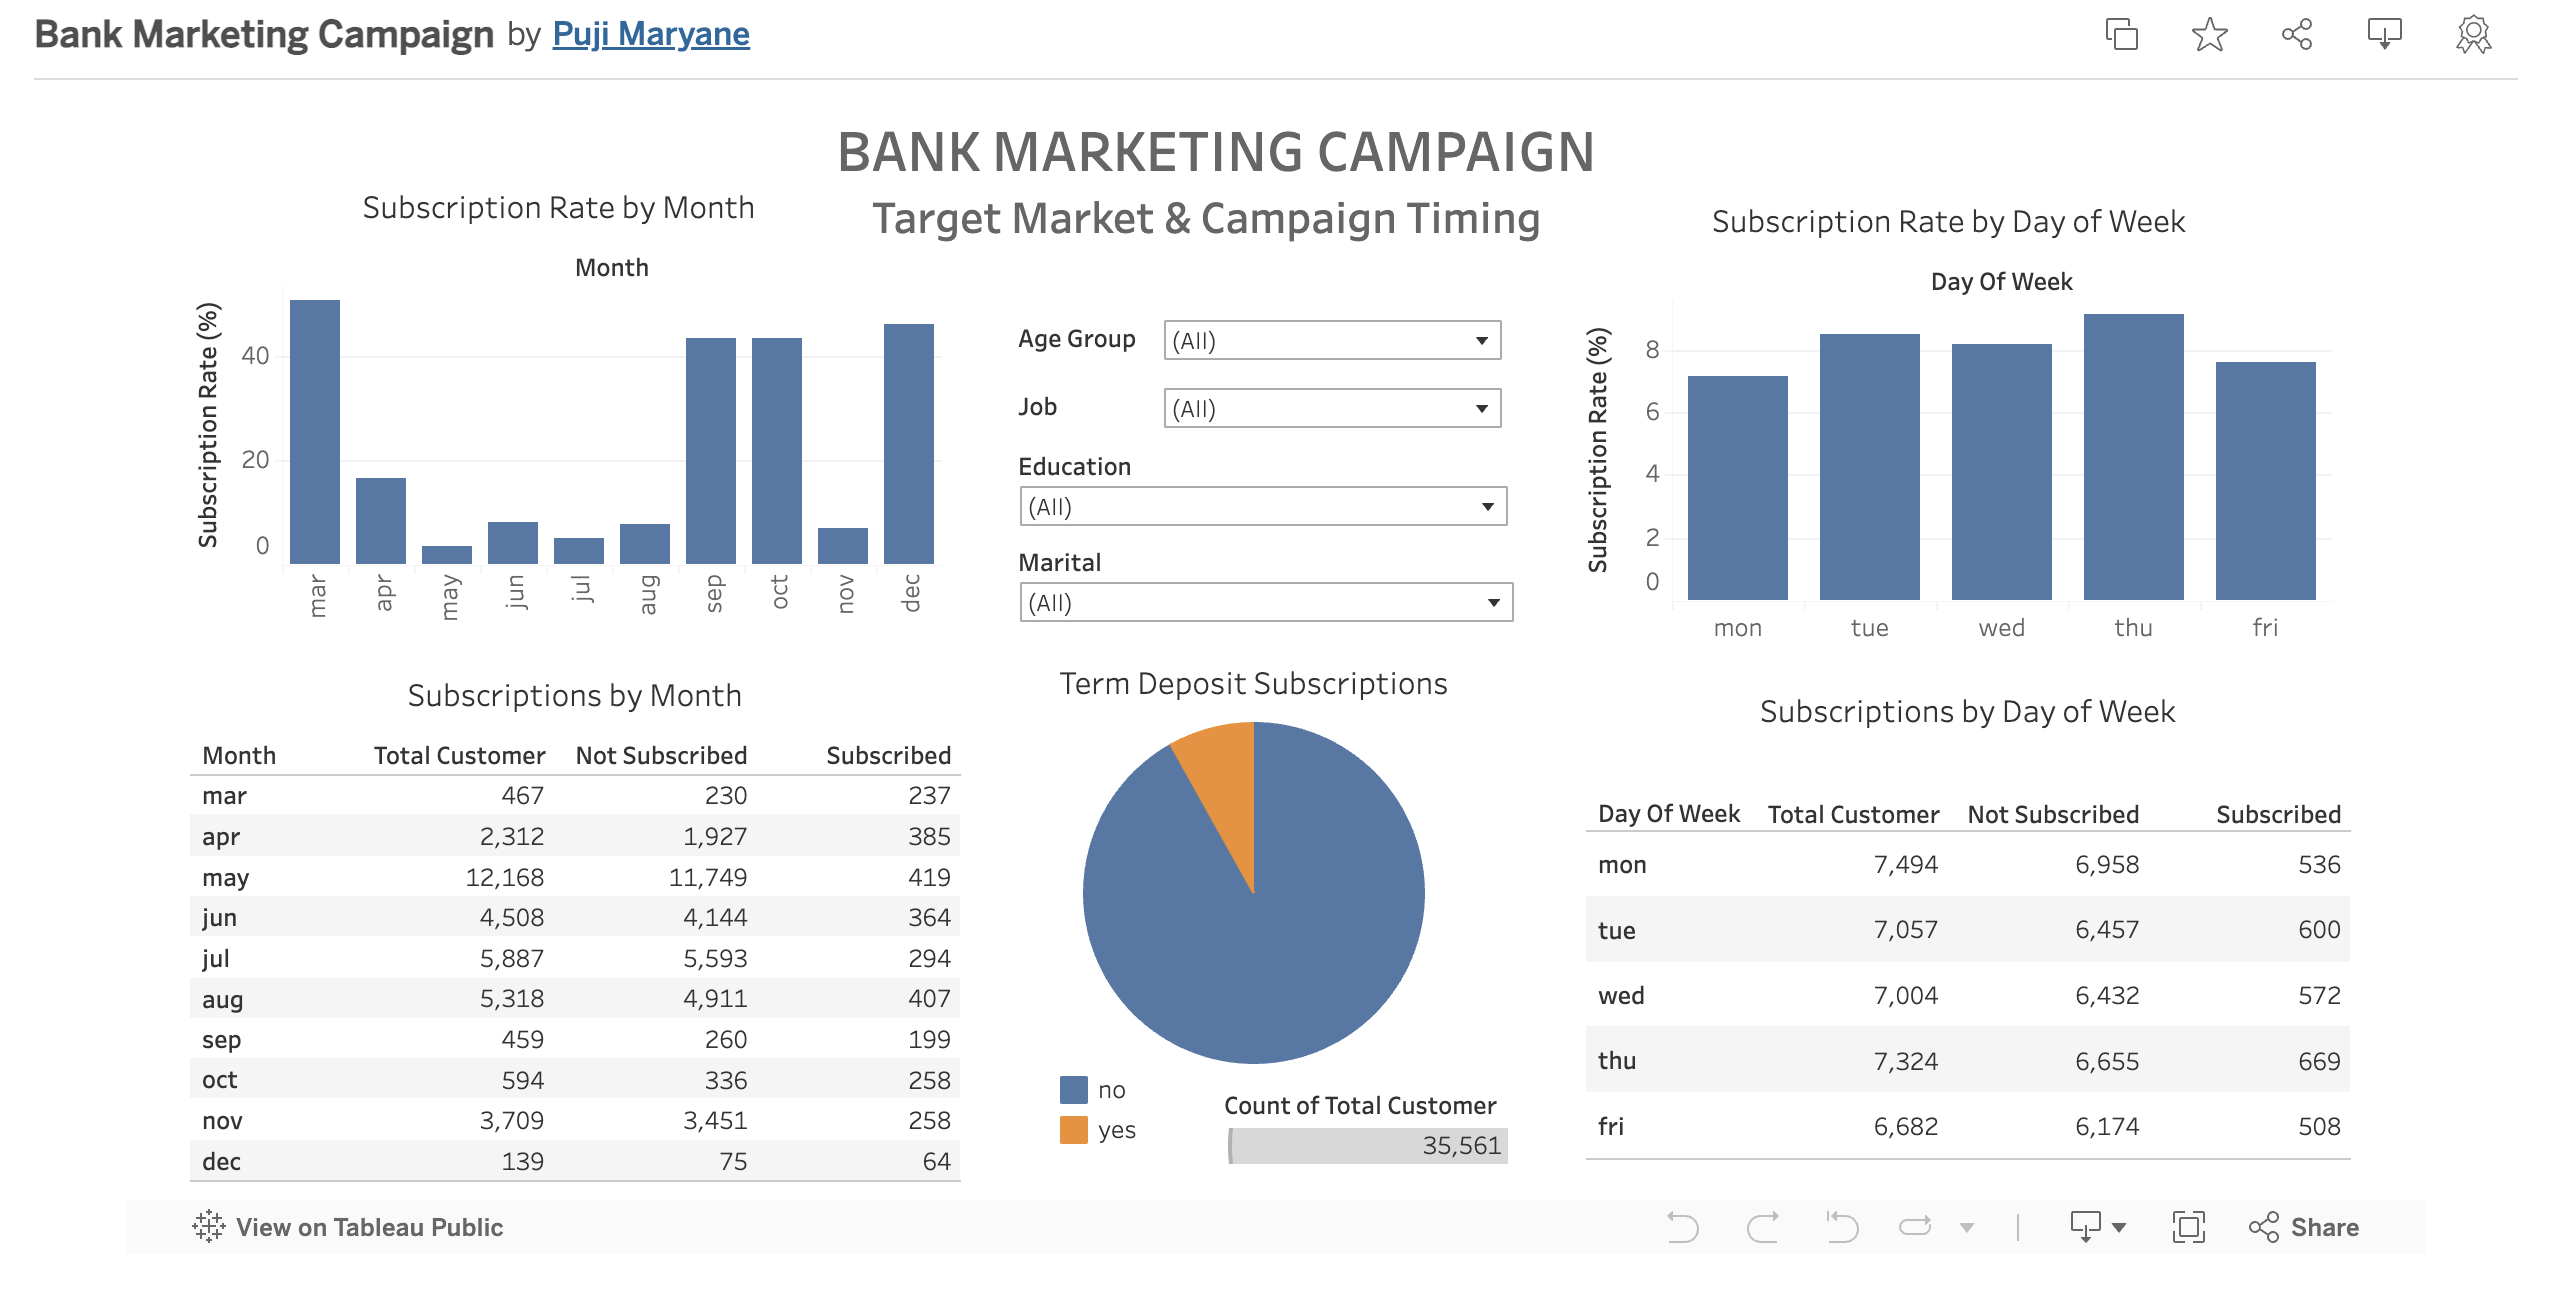 Bank Marketing Campaign by Puji Maryane
BANK MARKETING CAMPAIGN
Target Market & Campaign Timing
Subscription Rate by Month
Month
Subscription Rate (%)
40
20
0
mar apr may jun jul aug sep oct nov dec
Age Group (All)
Job (All)
Education
(All)
Marital
(All)
Subscription Rate by Day of Week
Day Of Week
Subscription Rate (%)
8
6
4
2
0
mon tue wed thu fri
Subscriptions by Month
Month Total Customer Not Subscribed Subscribed
mar 467 230 237
apr 2,312 1,927 385
may 12,168 11,749 419
jun 4,508 4,144 364
jul 5,887 5,593 294
aug 5,318 4,911 407
sep 459 260 199
oct 594 336 258
nov 3,709 3,451 258
dec 139 75 64
Term Deposit Subscriptions
no
yes
Count of Total Customer
35,561
Subscriptions by Day of Week
Day Of Week Total Customer Not Subscribed Subscribed
mon 7,494 6,958 536
tue 7,057 6,457 600
wed 7,004 6,432 572
thu 7,324 6,655 669
fri 6,682 6,174 508
View on Tableau Public
Share